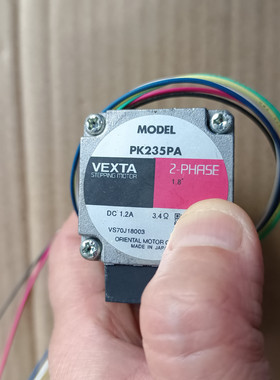 MODEL
PK235PA
VEXTA
STEPPING MOTOR
2-PHASE
1.8°
DC 1.2A 3.4Ω
VS70J18003
ORIENTAL MOTOR
MADE IN JAPA